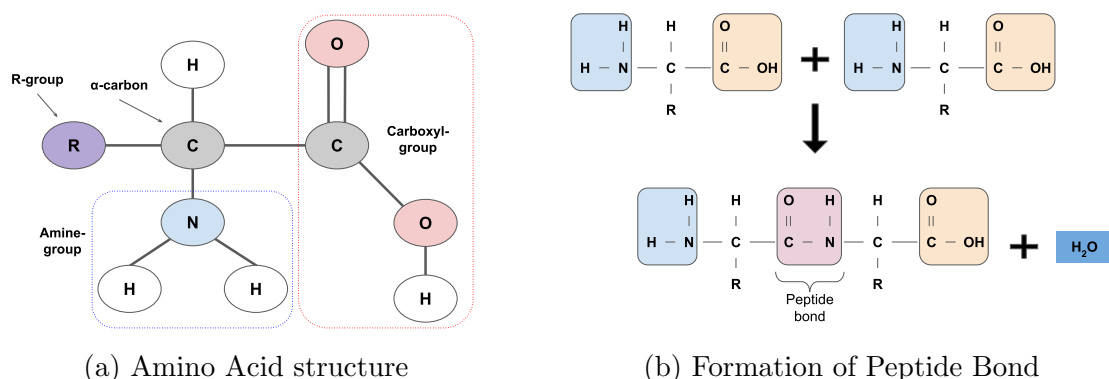 O
H
R-group
α-carbon
R
C
C
Carboxyl-
group
Amine-
group
N
O
H
H
H
(a) Amino Acid structure
H
H
O
H
H
O
H
N
C
C
OH
H
N
C
C
OH
R
R
H
H
O
H
H
O
H
N
C
C
N
C
C
OH
H₂O
R
R
Peptide
bond
(b) Formation of Peptide Bond